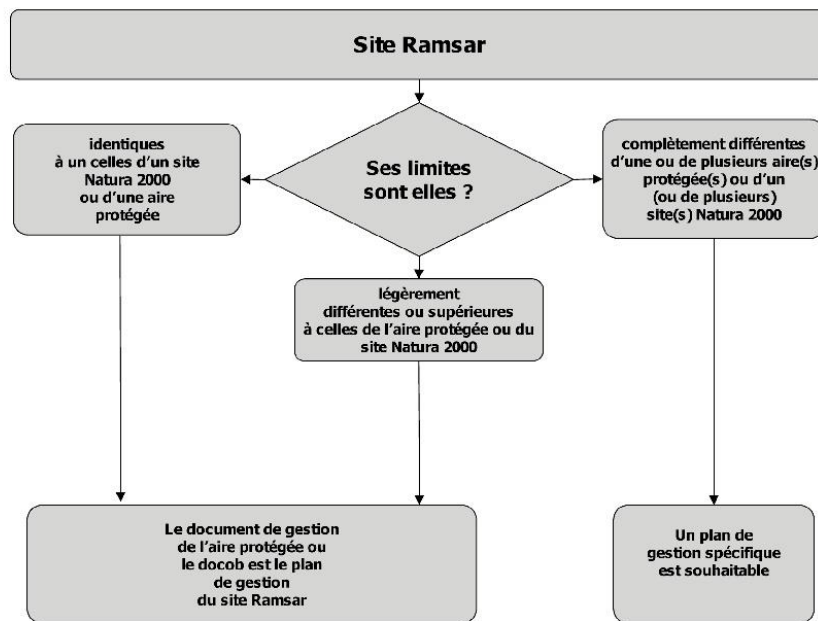 Site Ramsar
Ses limites
sont elles ?
identiques
à un celles d'un site
Natura 2000
ou d'une aire
protégée
complètement différentes
d'une ou de plusieurs aire(s)
protégée(s) ou d'un
(ou de plusieurs)
site(s) Natura 2000
légèrement
différentes ou supérieures
à celles de l'aire protégée ou du
site Natura 2000
Le document de gestion
de l'aire protégée ou
le docob est le plan
de gestion
du site Ramsar
Un plan de
gestion spécifique
est souhaitable